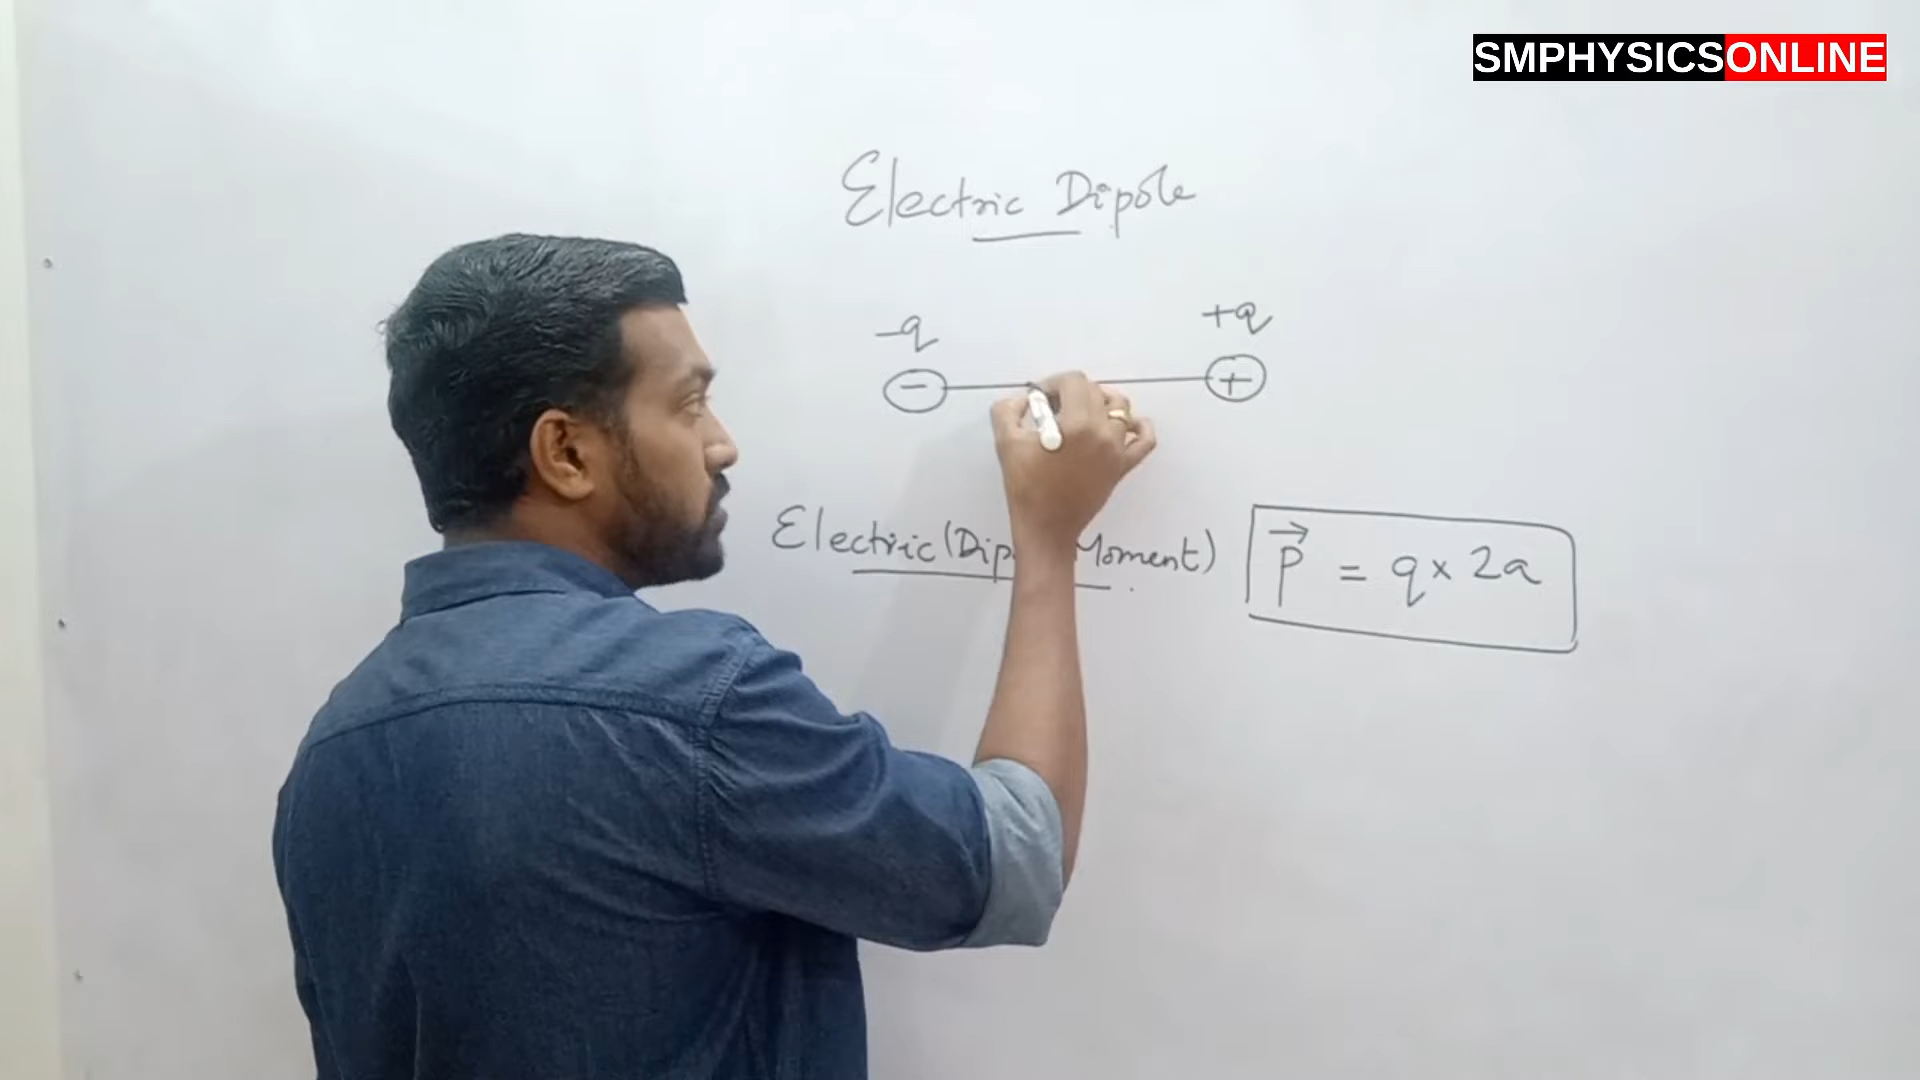 SMPHYSICSONLINE
Electric Dipole
-q
+q
- +
Electric (Dip Moment)
p⃗ = q × 2a